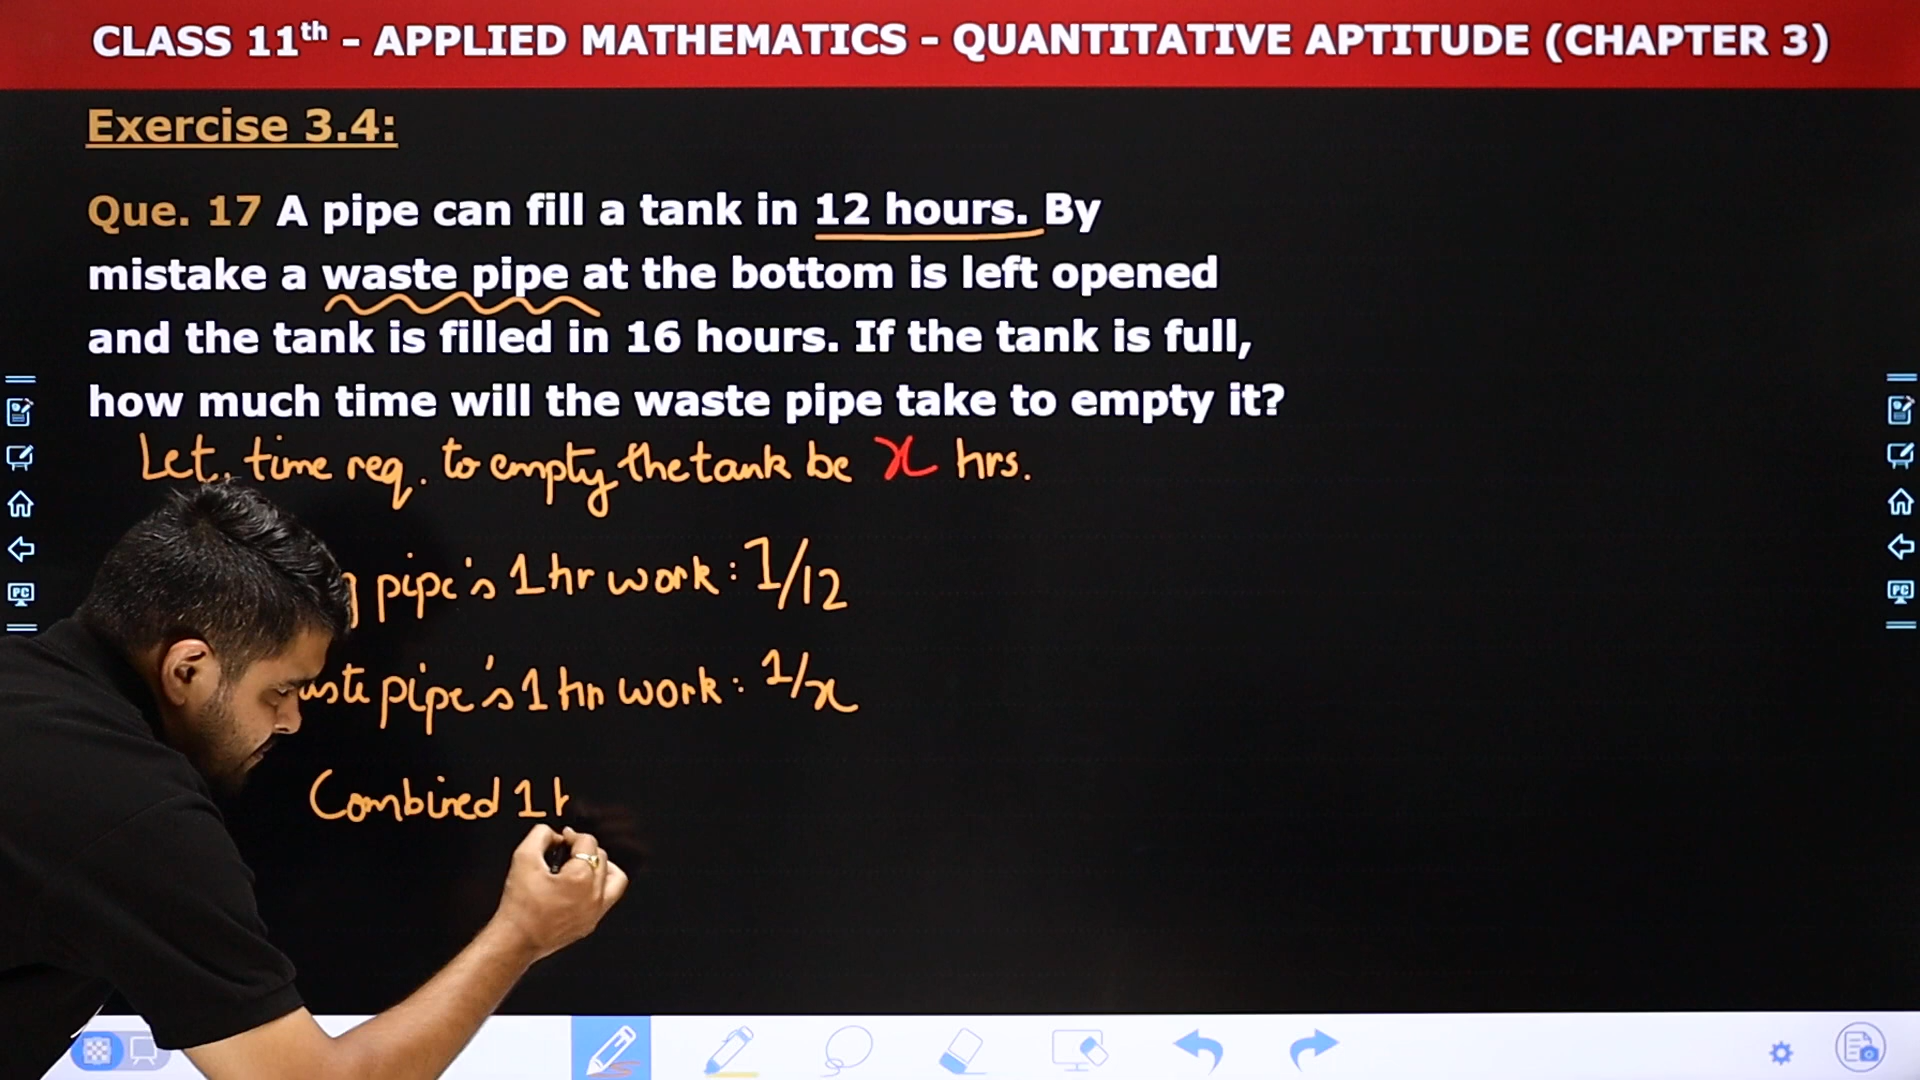 CLASS 11th - APPLIED MATHEMATICS - QUANTITATIVE APTITUDE (CHAPTER 3)
Exercise 3.4:
Que. 17 A pipe can fill a tank in 12 hours. By
mistake a waste pipe at the bottom is left opened
and the tank is filled in 16 hours. If the tank is full,
how much time will the waste pipe take to empty it?
Let, time req. to empty the tank be x hrs.
pipe's 1 hr work : 1/12
pipe's 1 hr work : 1/x
Combined 1 h
PC
PC